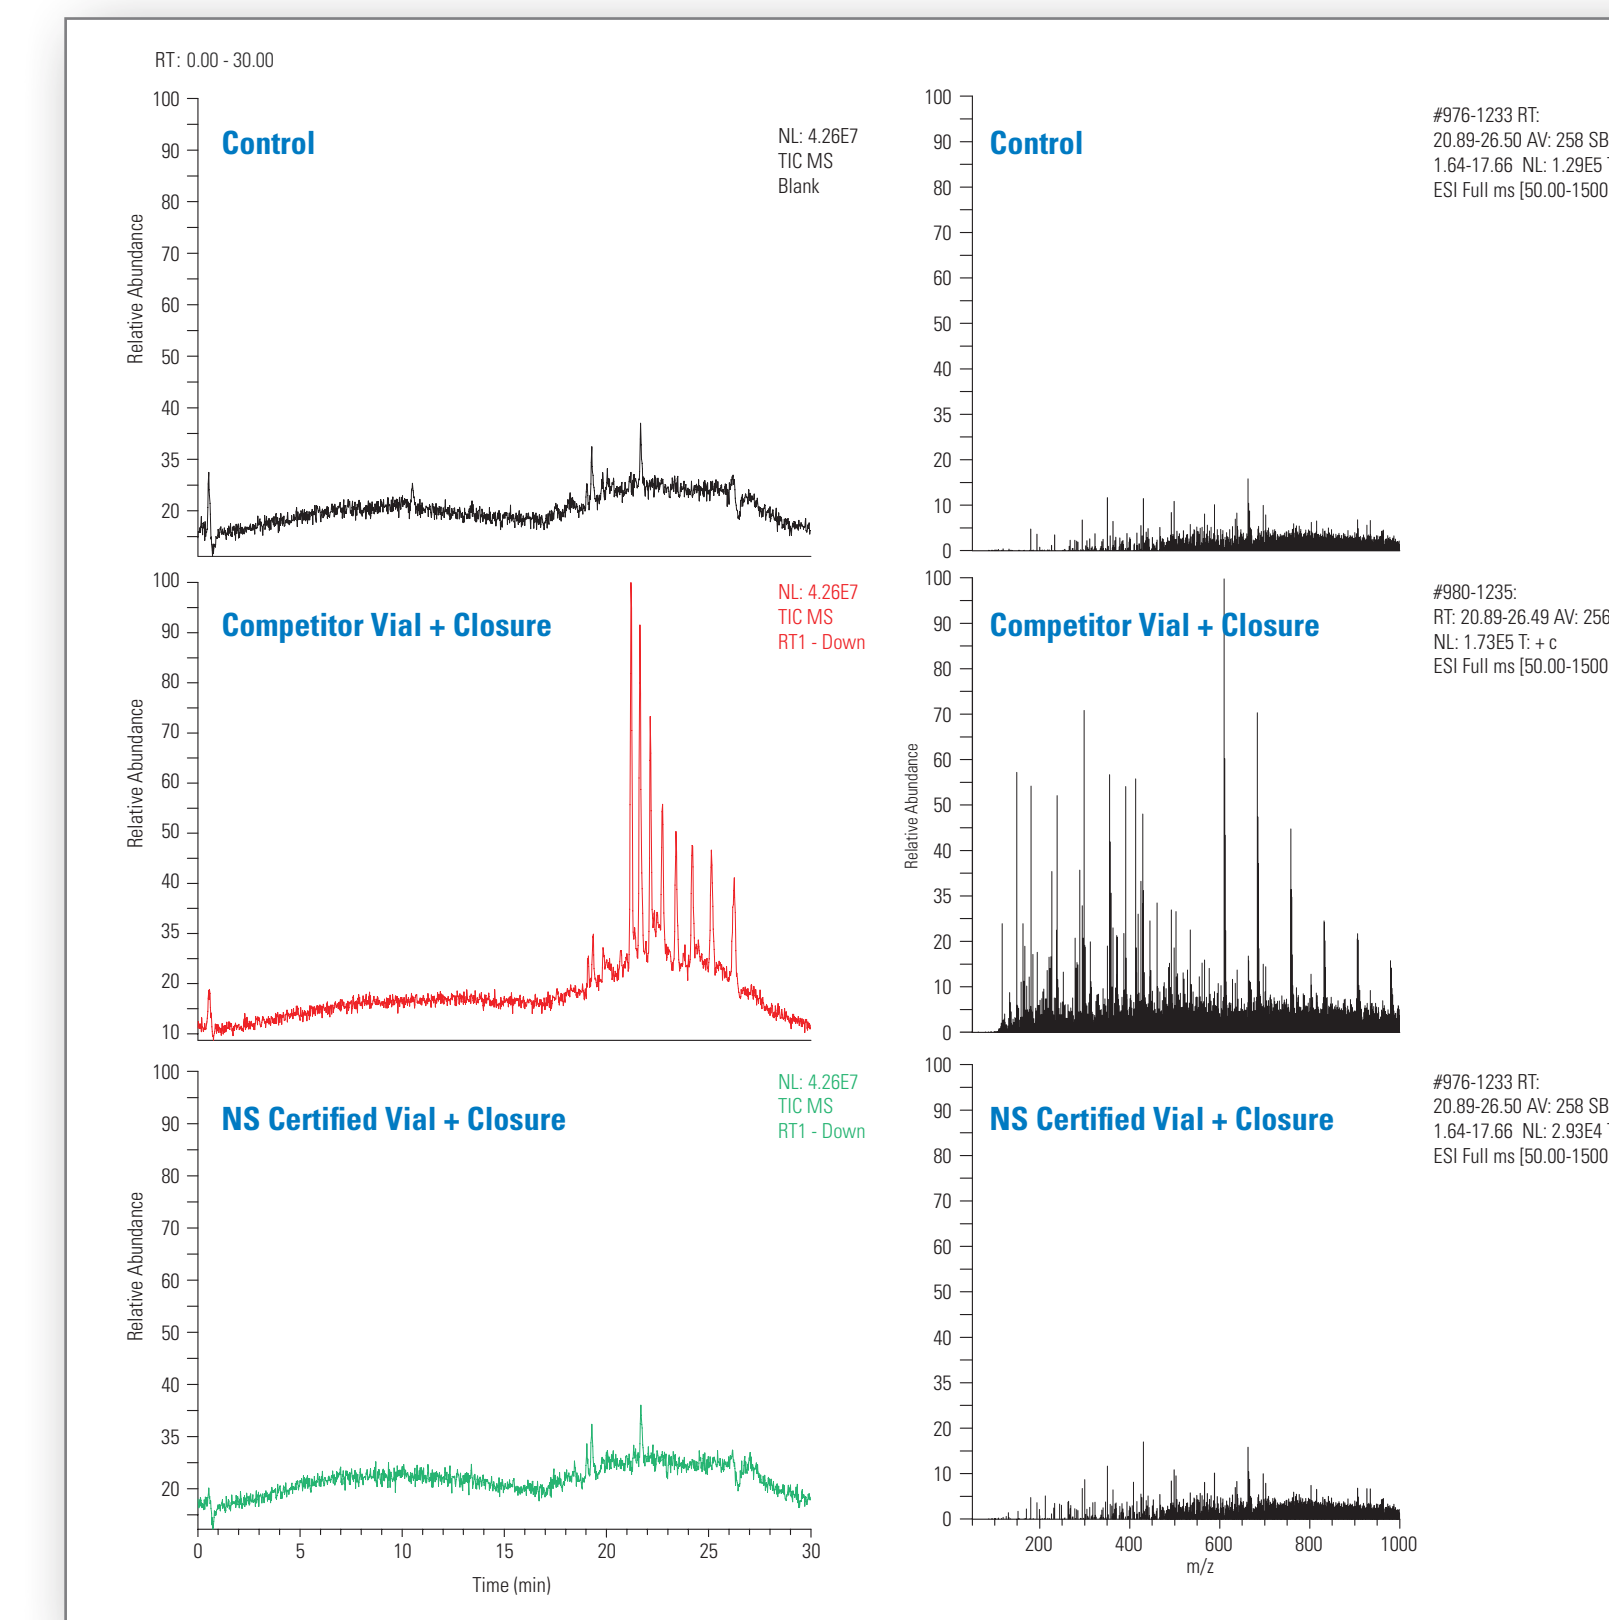 RT: 0.00 - 30.00
100
90
80
70
60
50
40
35
20
Relative Abundance
Control
NL: 4.26E7
TIC MS
Blank
100
90
80
70
60
50
40
35
20
10
0
Control
#976-1233 RT:
20.89-26.50 AV: 258 SB
1.64-17.66 NL: 1.29E5 T
ESI Full ms [50.00-1500
100
90
80
70
60
50
40
35
20
10
Relative Abundance
Competitor Vial + Closure
NL: 4.26E7
TIC MS
RT1 - Down
100
90
80
70
60
50
40
35
20
10
0
Relative Abundance
Competitor Vial + Closure
#980-1235:
RT: 20.89-26.49 AV: 256
NL: 1.73E5 T: + c
ESI Full ms [50.00-1500
100
90
80
70
60
50
40
35
20
Relative Abundance
NS Certified Vial + Closure
NL: 4.26E7
TIC MS
RT1 - Down
0 5 10 15 20 25 30
Time (min)
100
90
80
70
60
50
40
35
20
10
0
NS Certified Vial + Closure
#976-1233 RT:
20.89-26.50 AV: 258 SB
1.64-17.66 NL: 2.93E4 T
ESI Full ms [50.00-1500
200 400 600 800 1000
m/z